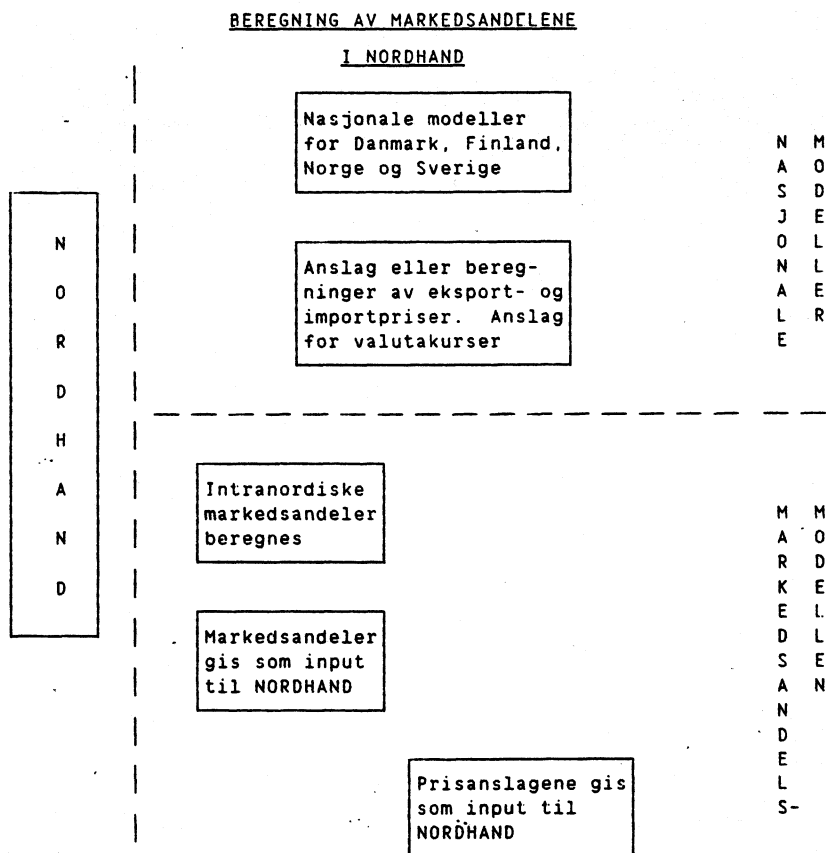 BEREGNING AV MARKEDSANDELENE
I NORDHAND
Nasjonale modeller
for Danmark, Finland,
Norge og Sverige
NASJONALE
MODELLER
NORDHAND
Anslag eller bereg-
ninger av eksport- og
importpriser. Anslag
for valutakurser
Intranordiske
markedsandeler
beregnes
MARKEDSANDELS-
MODELLEN
Markedsandeler
gis som input
til NORDHAND
Prisanslagene gis
som input til
NORDHAND